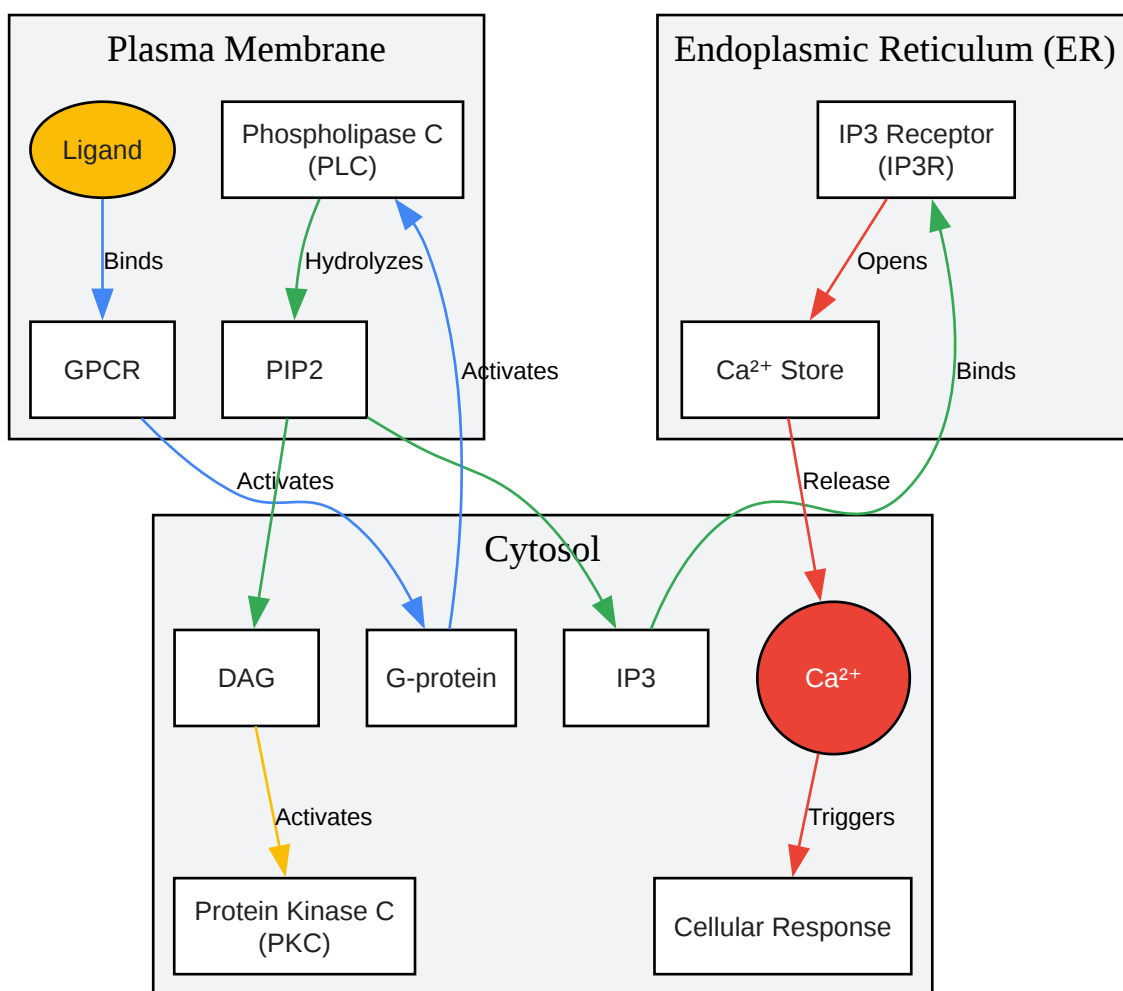 Plasma Membrane
Endoplasmic Reticulum (ER)
Ligand
Phospholipase C
(PLC)
IP3 Receptor
(IP3R)
Binds
Hydrolyzes
Opens
GPCR
PIP2
Activates
Ca²⁺ Store
Binds
Activates
Release
Cytosol
DAG
G-protein
IP3
Ca²⁺
Activates
Triggers
Protein Kinase C
(PKC)
Cellular Response